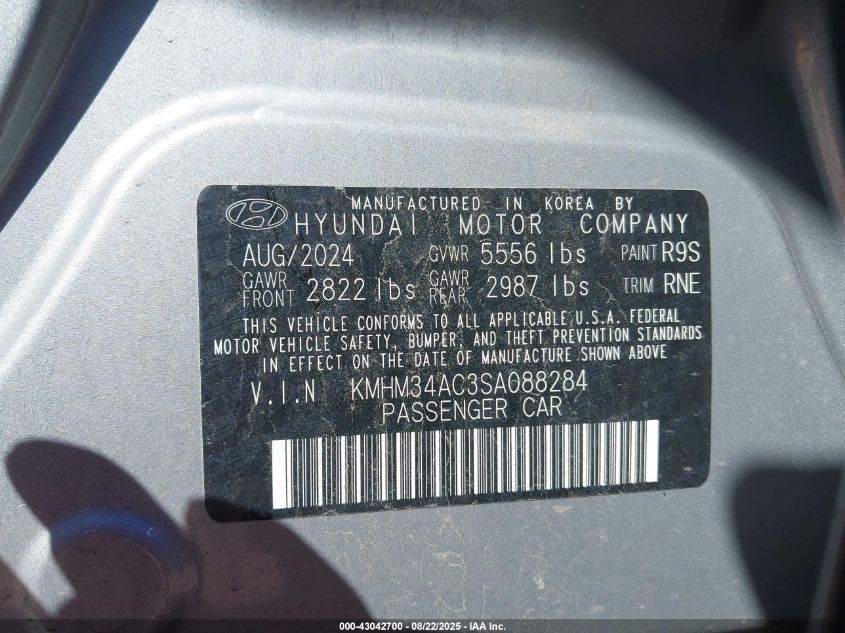 MANUFACTURED IN KOREA BY
HYUNDAI MOTOR COMPANY
AUG/2024 GVWR 5556 lbs PAINT R9S
GAWR FRONT 2822 lbs GAWR REAR 2987 lbs TRIM RNE
THIS VEHICLE CONFORMS TO ALL APPLICABLE U.S.A. FEDERAL
MOTOR VEHICLE SAFETY, BUMPER, AND THEFT PREVENTION STANDARDS
IN EFFECT ON THE DATE OF MANUFACTURE SHOWN ABOVE
V.I.N KMHM34AC3SA088284
PASSENGER CAR
000-43042700 - 08/22/2025 - IAA Inc.